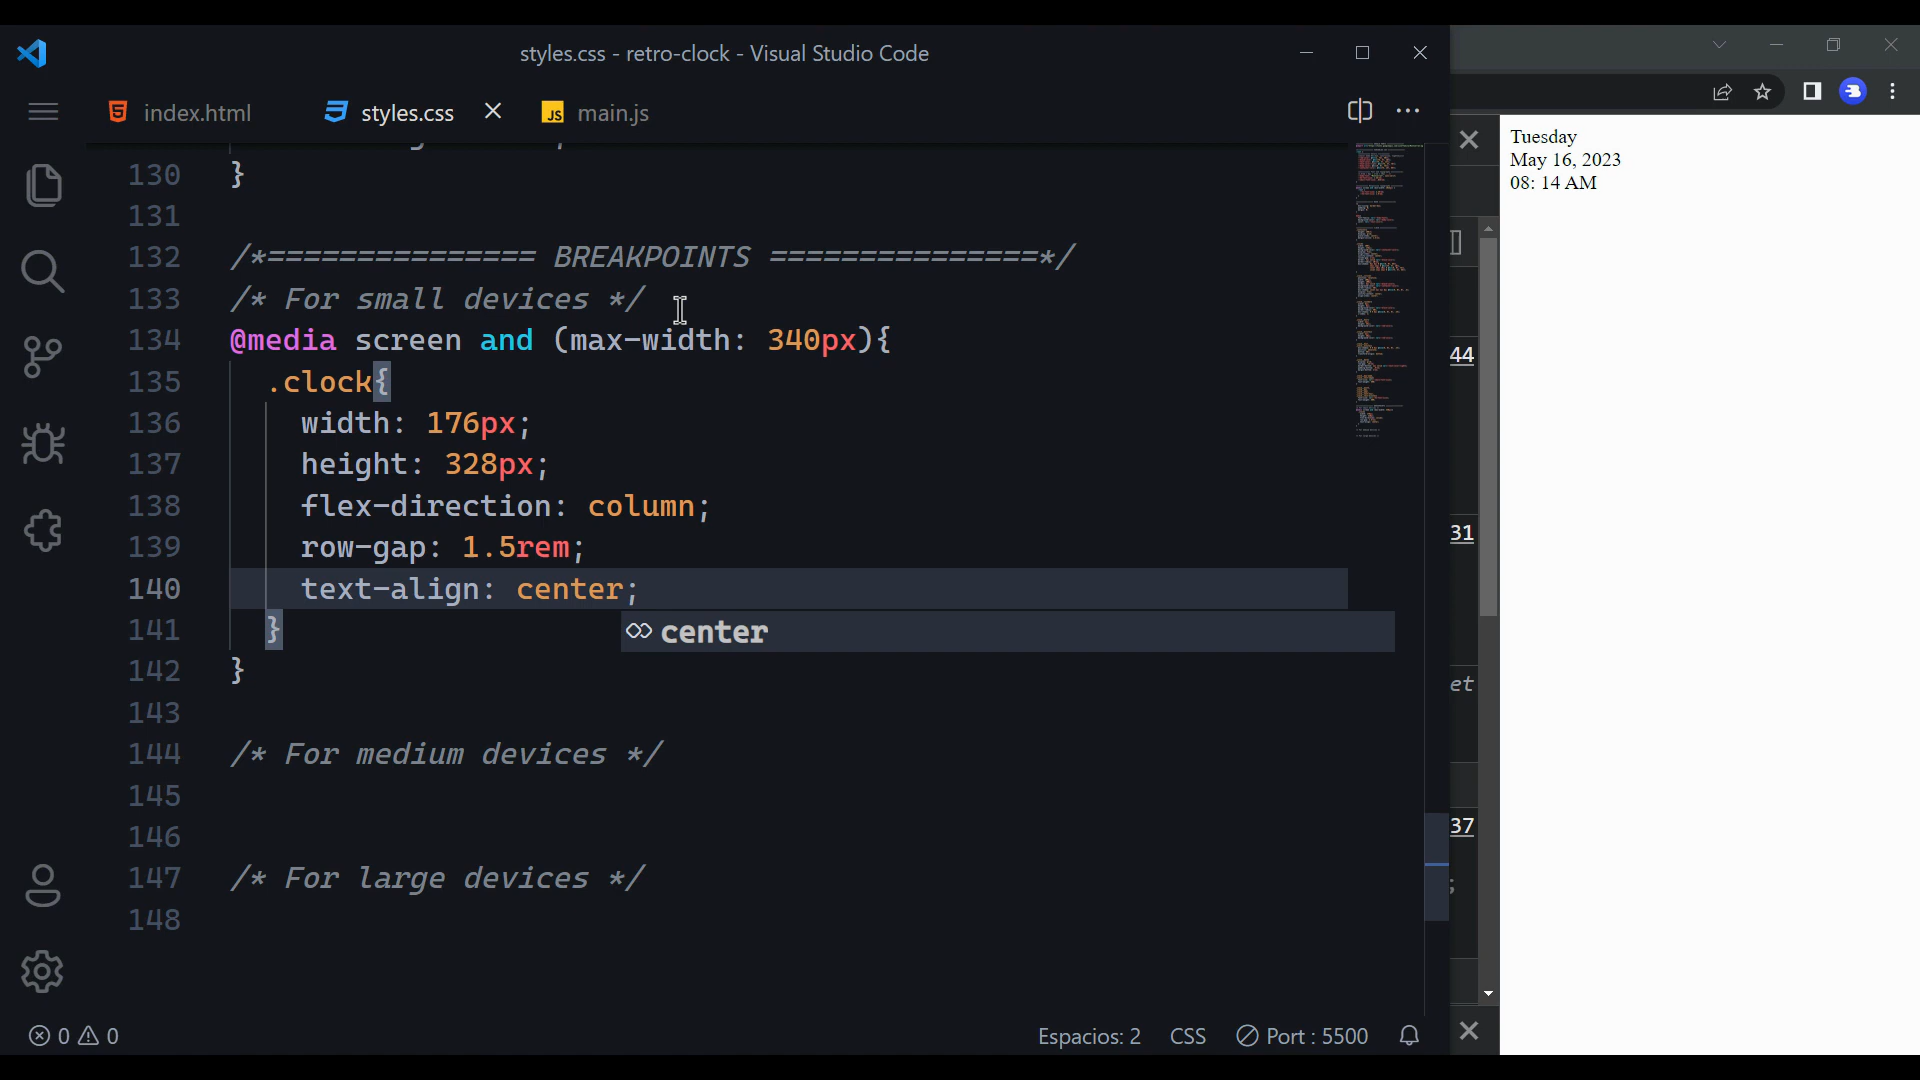 styles.css - retro-clock - Visual Studio Code
index.html
styles.css
JS main.js
130 }
131
132 /*=============== BREAKPOINTS ===============*/
133 /* For small devices */
134 @media screen and (max-width: 340px){
135 .clock{
136 width: 176px;
137 height: 328px;
138 flex-direction: column;
139 row-gap: 1.5rem;
140 text-align: center;
141 }
center
142 }
143
144 /* For medium devices */
145
146
147 /* For large devices */
148
0 0
Espacios: 2 CSS Port : 5500
[]
44
31
et
37
;
Tuesday
May 16, 2023
08: 14 AM